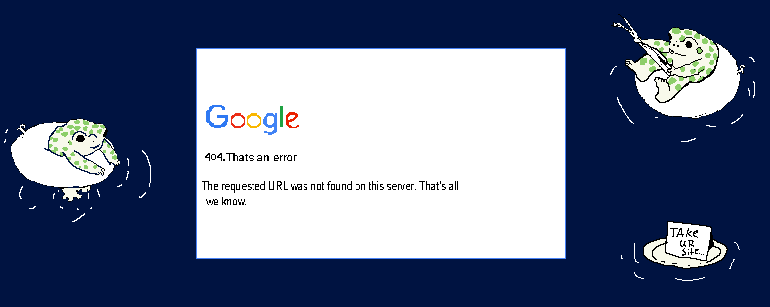 Google
404.Thats an error
The requested URL was not found on this server. That's all
we know.
TAKE
UR
Site...